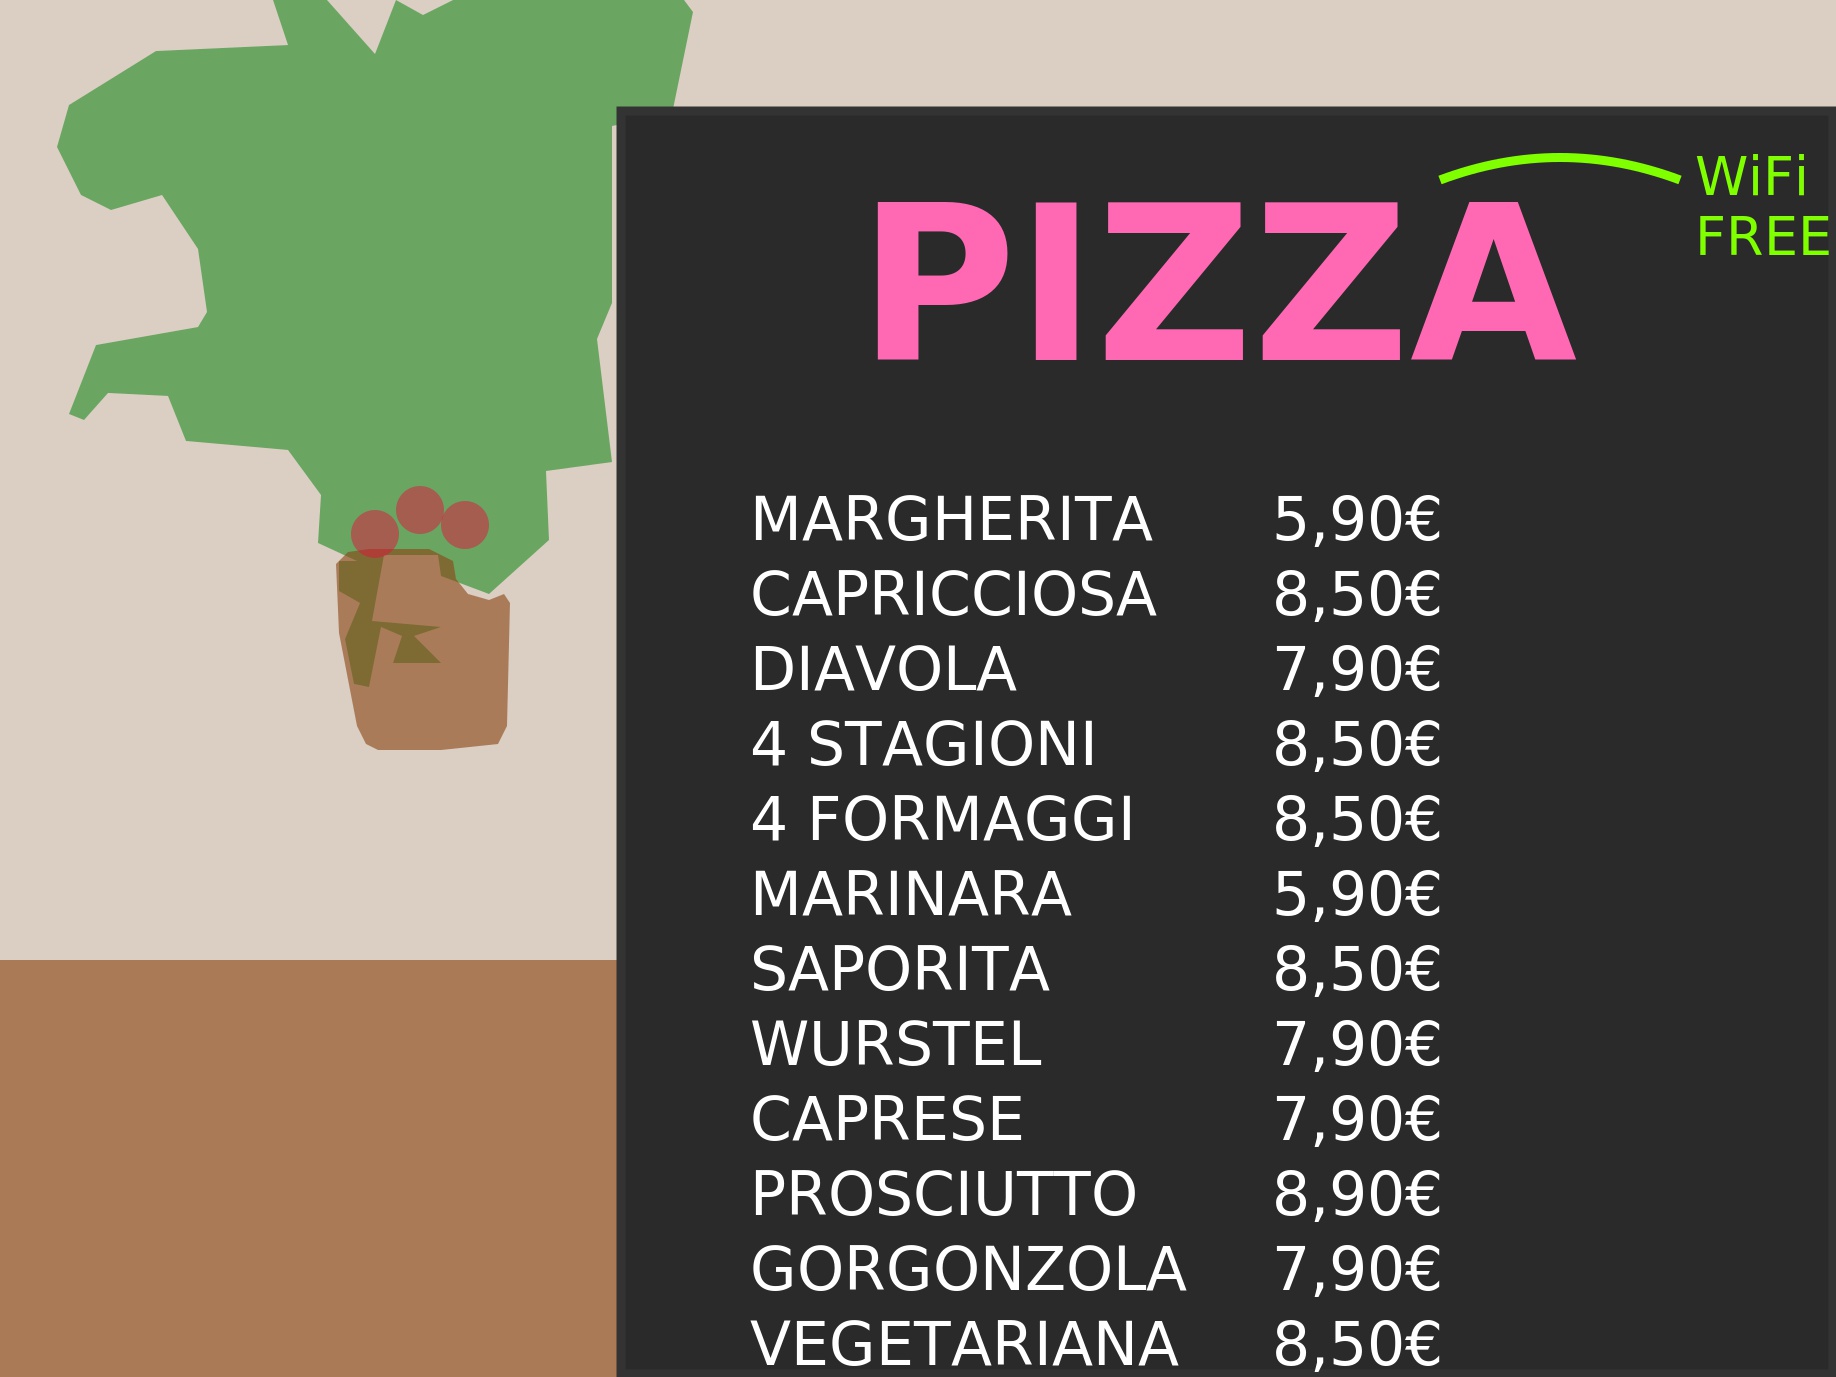 WiFi
FREE
PIZZA
MARGHERITA 5,90€
CAPRICCIOSA 8,50€
DIAVOLA 7,90€
4 STAGIONI 8,50€
4 FORMAGGI 8,50€
MARINARA 5,90€
SAPORITA 8,50€
WURSTEL 7,90€
CAPRESE 7,90€
PROSCIUTTO 8,90€
GORGONZOLA 7,90€
VEGETARIANA 8,50€